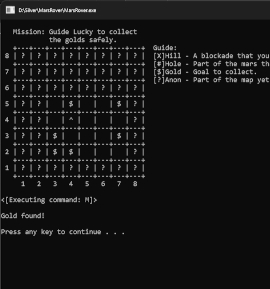 D:\Silver\MarsRover\MarsRover.exe
Mission: Guide Lucky to collect
the golds safely.
+---+---+---+---+---+---+---+---+ Guide:
8 | ? | ? | ? | ? | ? | ? | ? | ? | [X]Hill - A blockade that you
+---+---+---+---+---+---+---+---+ [#]Hole - Part of the mars th
7 | ? | ? | ? | ? | ? | ? | ? | ? | [$]Gold - Goal to collect.
+---+---+---+---+---+---+---+---+ [?]Anon - Part of the map yet
6 | ? | ? | ? | ? | ? | ? | ? | ? |
+---+---+---+---+---+---+---+---+
5 | ? | ? |   | $ |   |   | $ | ? |
+---+---+---+---+---+---+---+---+
4 | ? | ? |   | ^ |   |   |   | ? |
+---+---+---+---+---+---+---+---+
3 | ? | ? | $ |   |   |   | $ | ? |
+---+---+---+---+---+---+---+---+
2 | ? | ? | $ | $ |   |   |   | ? |
+---+---+---+---+---+---+---+---+
1 | ? | ? | ? | ? | ? | ? | ? | ? |
+---+---+---+---+---+---+---+---+
1 2 3 4 5 6 7 8
<[Executing command: M]>
Gold found!
Press any key to continue . . .